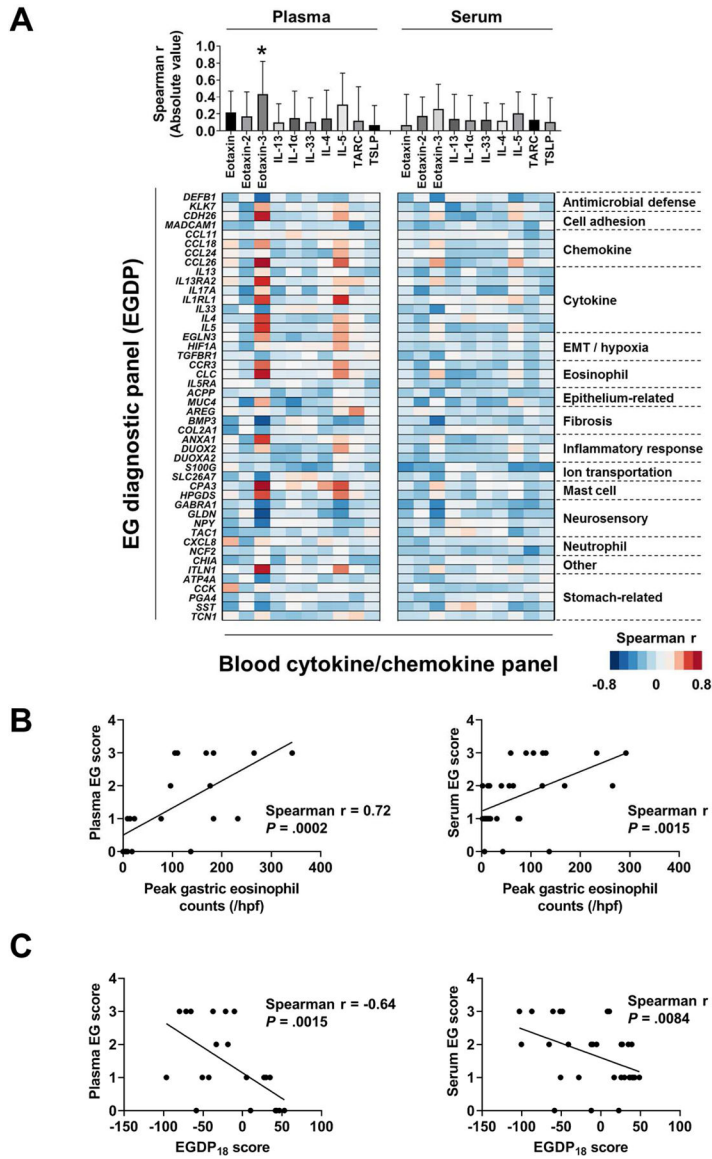 A
Plasma
Serum
Spearman r
(Absolute value)
1.0
0.8
0.6
0.4
0.2
0.0
*
Eotaxin
Eotaxin-2
Eotaxin-3
IL-13
IL-1α
IL-33
IL-4
IL-5
TARC
TSLP
Eotaxin
Eotaxin-2
Eotaxin-3
IL-13
IL-1α
IL-33
IL-4
IL-5
TARC
TSLP
EG diagnostic panel (EGDP)
DEFB1
KLK7
CDH26
MADCAM1
CCL11
CCL18
CCL24
CCL26
IL13
IL13RA2
IL17A
IL1RL1
IL33
IL4
IL5
EGLN3
HIF1A
TGFBR1
CCR3
CLC
IL5RA
ACPP
MUC4
AREG
BMP3
COL2A1
ANXA1
DUOX2
DUOXA2
S100G
SLC26A7
CPA3
HPGDS
GABRA1
GLDN
NPY
TAC1
CXCL8
NCF2
CHIA
ITLN1
ATP4A
CCK
PGA4
SST
TCN1
Antimicrobial defense
Cell adhesion
Chemokine
Cytokine
EMT / hypoxia
Eosinophil
Epithelium-related
Fibrosis
Inflammatory response
Ion transportation
Mast cell
Neurosensory
Neutrophil
Other
Stomach-related
Blood cytokine/chemokine panel
Spearman r
-0.8 0 0.8
B
Plasma EG score
4
3
2
1
0
Spearman r = 0.72
P = .0002
0 100 200 300 400
Peak gastric eosinophil
counts (/hpf)
Serum EG score
4
3
2
1
0
Spearman r
P = .0015
0 100 200 300 400
Peak gastric eosinophil
counts (/hpf)
C
Plasma EG score
4
3
2
1
0
Spearman r = -0.64
P = .0015
-150 -100 -50 0 50 100
EGDP18 score
Serum EG score
4
3
2
1
0
Spearman r
P = .0084
-150 -100 -50 0 50 100
EGDP18 score